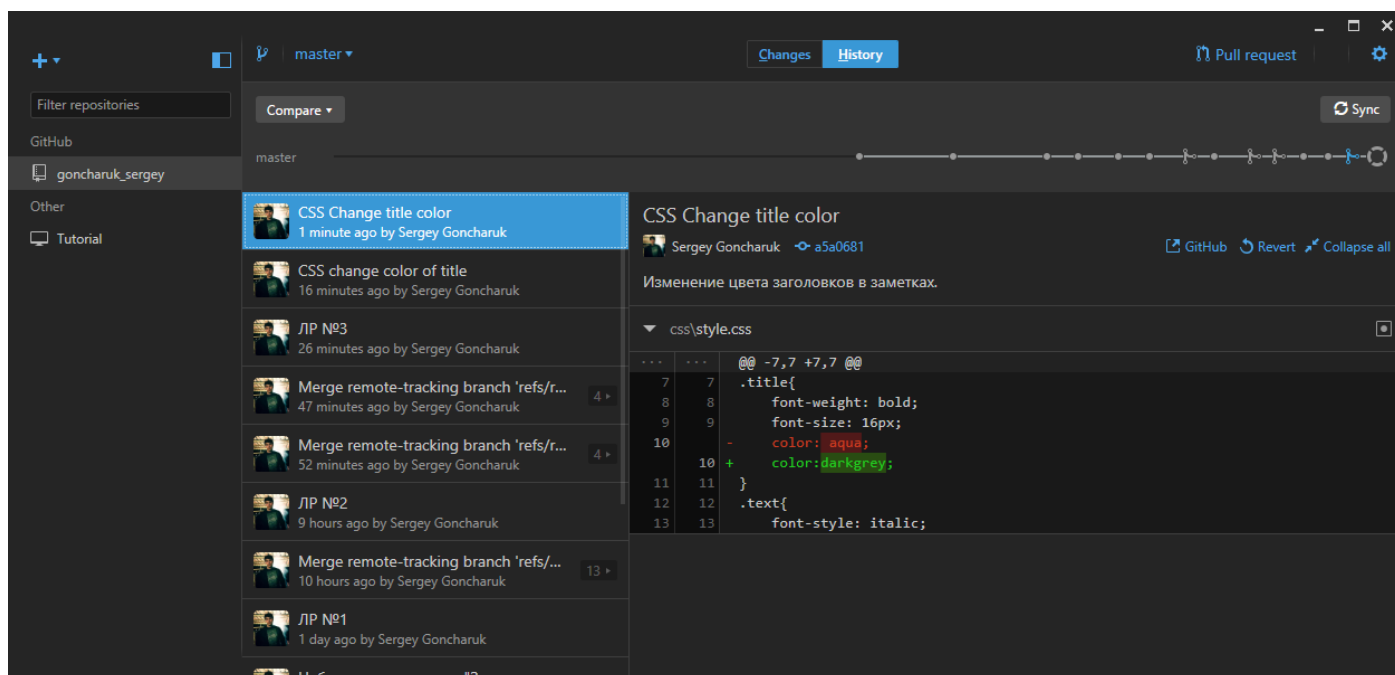 master
Changes
History
Pull request
Filter repositories
Compare
Sync
GitHub
master
goncharuk_sergey
Other
Tutorial
CSS Change title color
1 minute ago by Sergey Goncharuk
CSS change color of title
16 minutes ago by Sergey Goncharuk
ЛР №3
26 minutes ago by Sergey Goncharuk
Merge remote-tracking branch 'refs/r...
4
47 minutes ago by Sergey Goncharuk
Merge remote-tracking branch 'refs/r...
4
52 minutes ago by Sergey Goncharuk
ЛР №2
9 hours ago by Sergey Goncharuk
Merge remote-tracking branch 'refs/...
13
10 hours ago by Sergey Goncharuk
ЛР №1
1 day ago by Sergey Goncharuk
CSS Change title color
Sergey Goncharuk a5a0681
GitHub Revert Collapse all
Изменение цвета заголовков в заметках.
css\style.css
... ... @@ -7,7 +7,7 @@
7 7 .title{
8 8 font-weight: bold;
9 9 font-size: 16px;
10 - color: aqua;
10 + color:darkgrey;
11 11 }
12 12 .text{
13 13 font-style: italic;